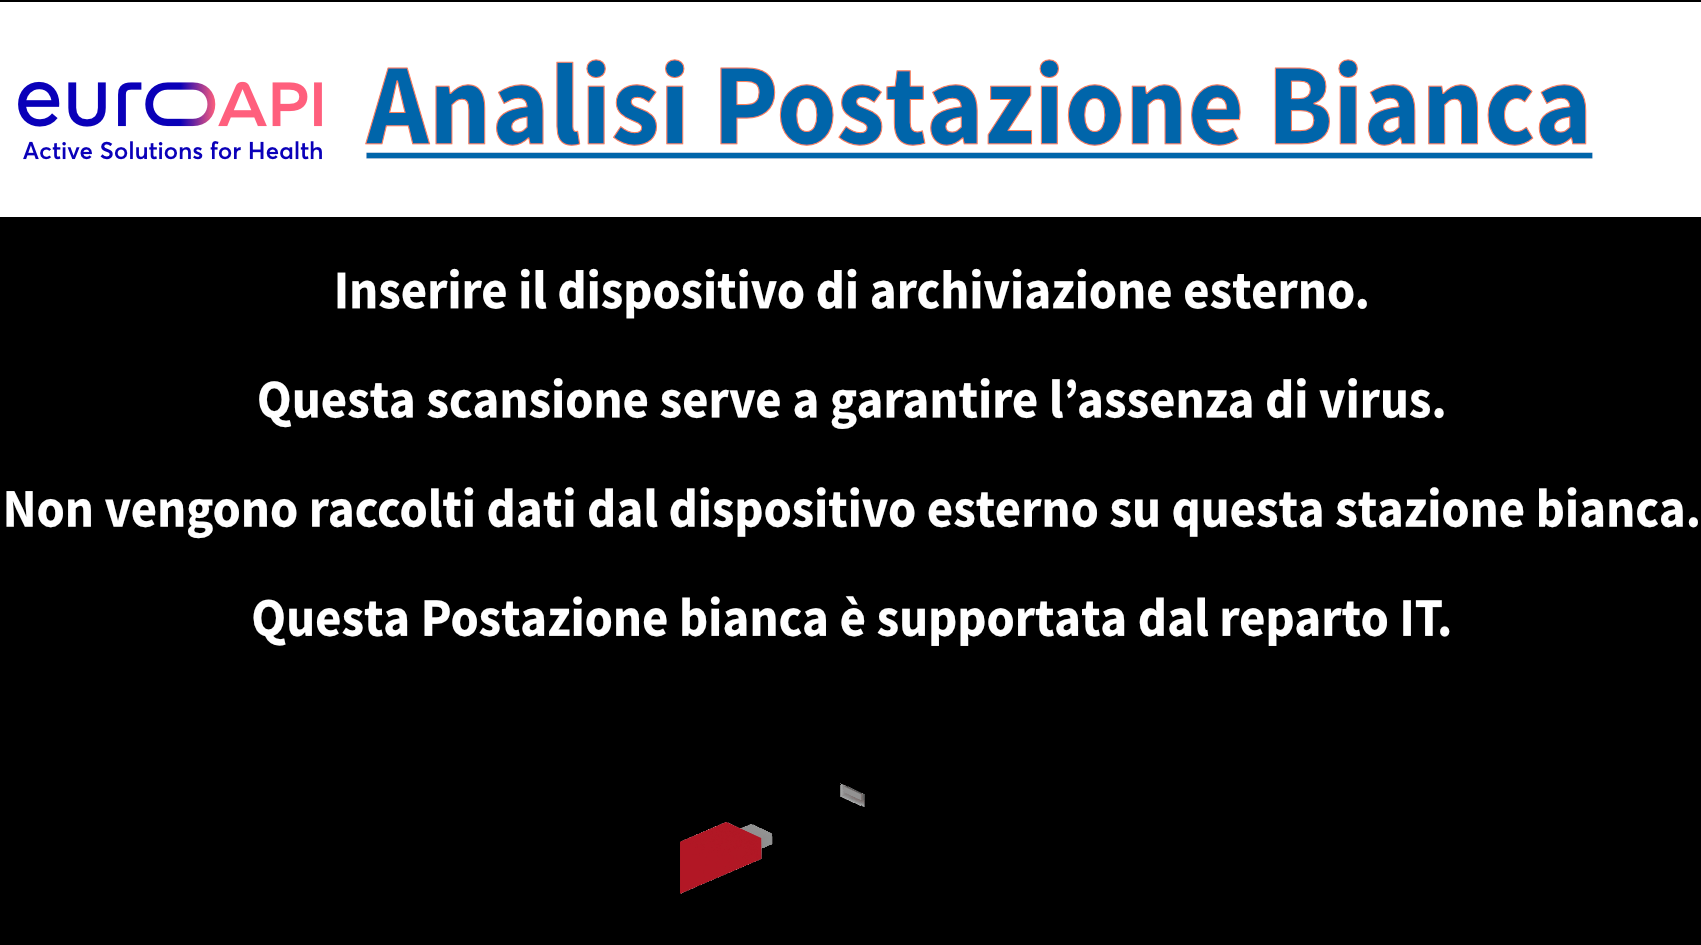 euroAPI
Active Solutions for Health
Analisi Postazione Bianca
Inserire il dispositivo di archiviazione esterno.
Questa scansione serve a garantire l’assenza di virus.
Non vengono raccolti dati dal dispositivo esterno su questa stazione bianca.
Questa Postazione bianca è supportata dal reparto IT.